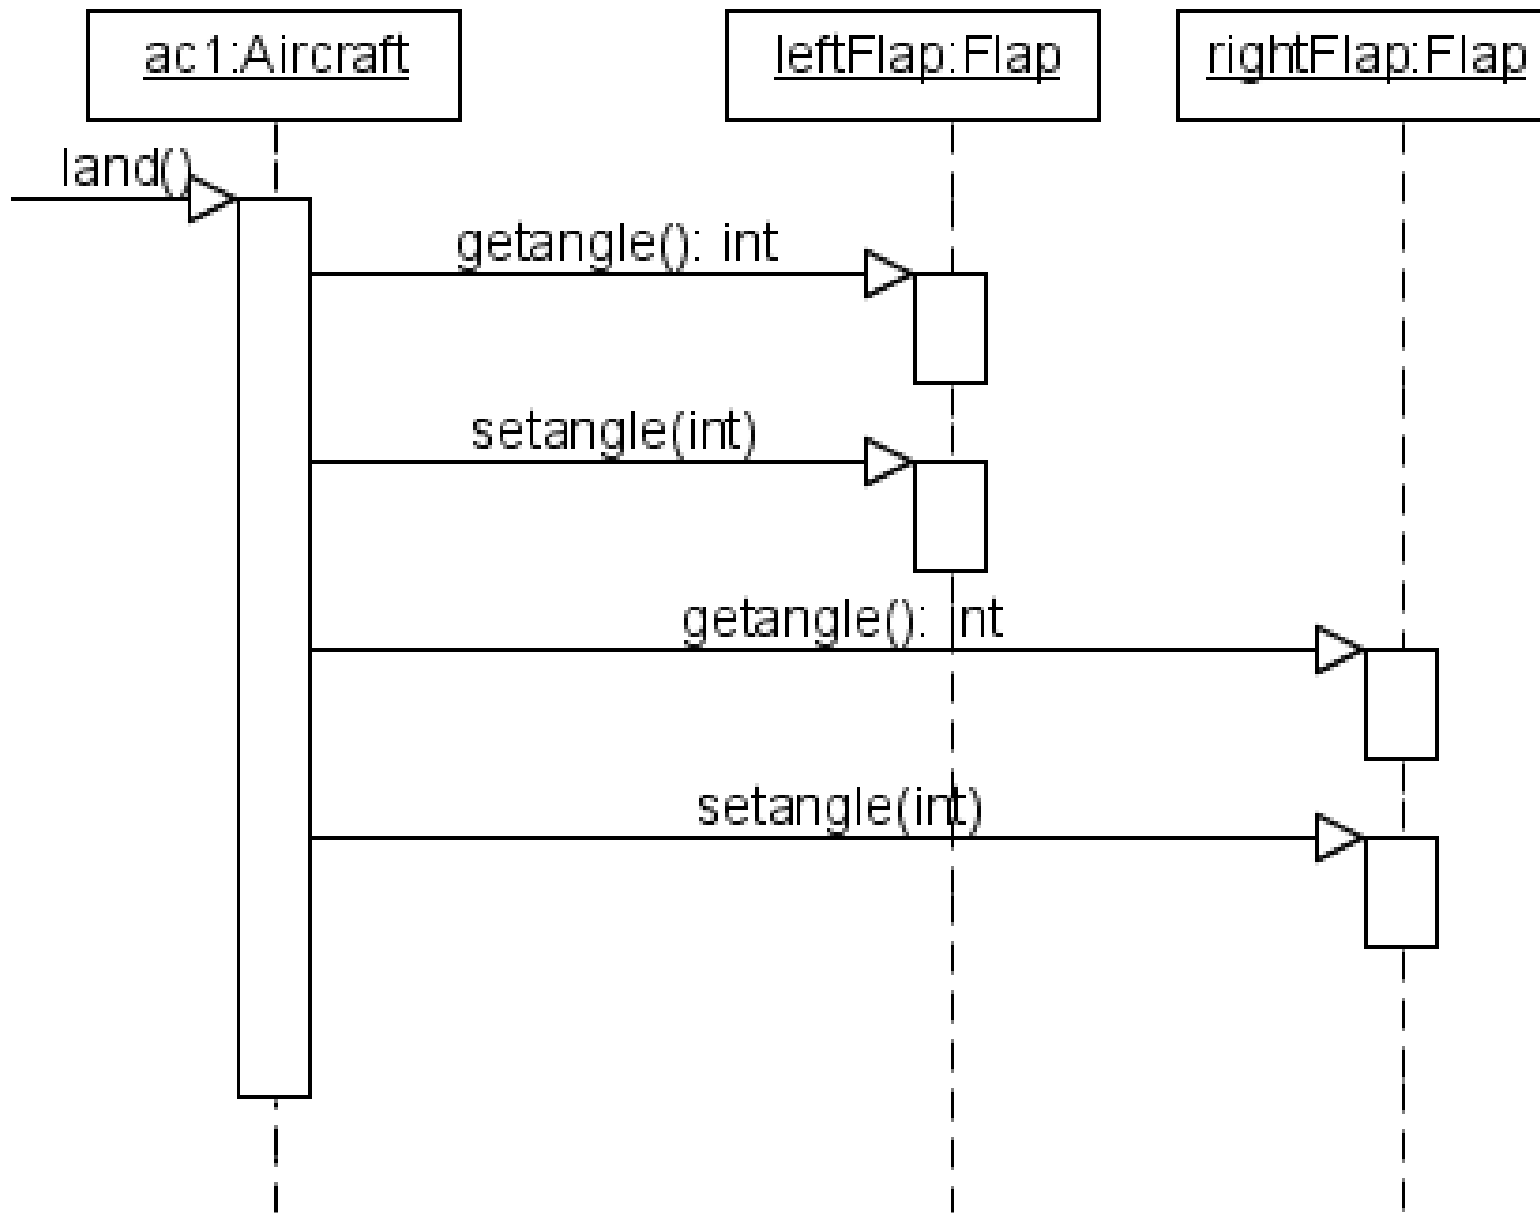 ac1:Aircraft
leftFlap:Flap
rightFlap:Flap
land()
getangle(): int
setangle(int)
getangle(): int
setangle(int)